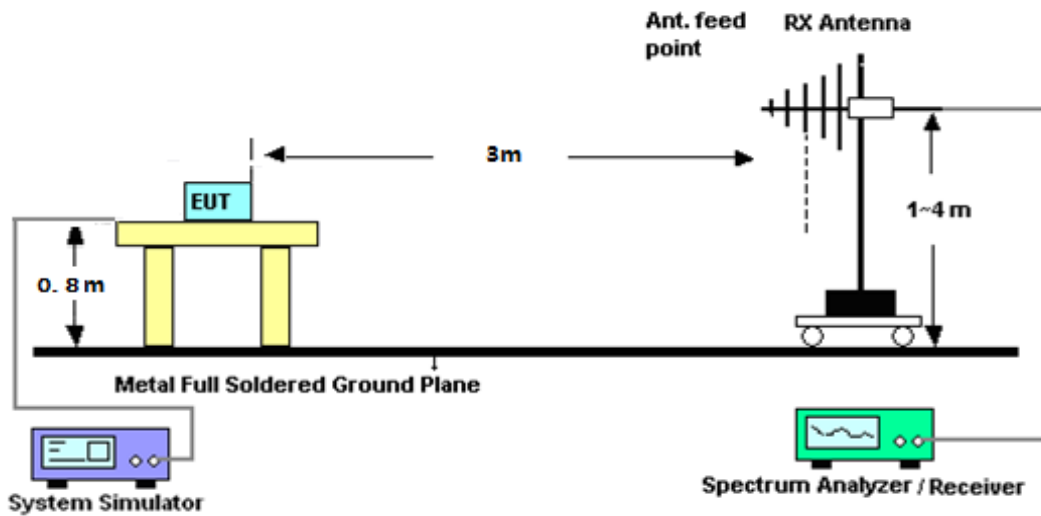 Ant. feed
point
RX Antenna
3m
EUT
1~4 m
0.8m
Metal Full Soldered Ground Plane
System Simulator
Spectrum Analyzer / Receiver